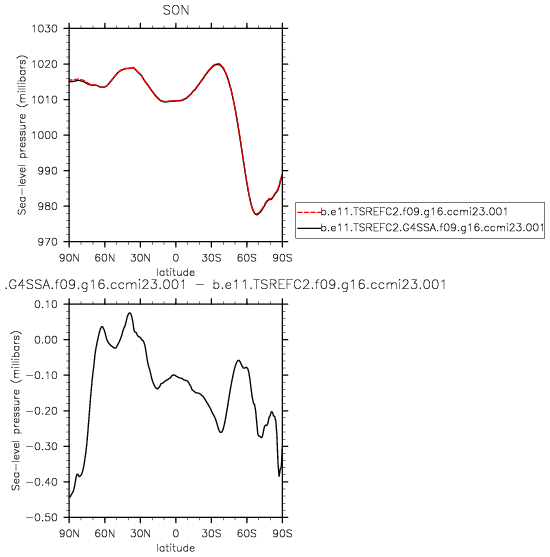 SON
1030
1020
1010
1000
990
980
970
Sea-level pressure (millibars)
90N 60N 30N 0 30S 60S 90S
latitude
b.e11.TSREFC2.f09.g16.ccmi23.001
b.e11.TSREFC2.G4SSA.f09.g16.ccmi23.001
.G4SSA.f09.g16.ccmi23.001 - b.e11.TSREFC2.f09.g16.ccmi23.001
0.10
0.00
-0.10
-0.20
-0.30
-0.40
-0.50
Sea-level pressure (millibars)
90N 60N 30N 0 30S 60S 90S
latitude